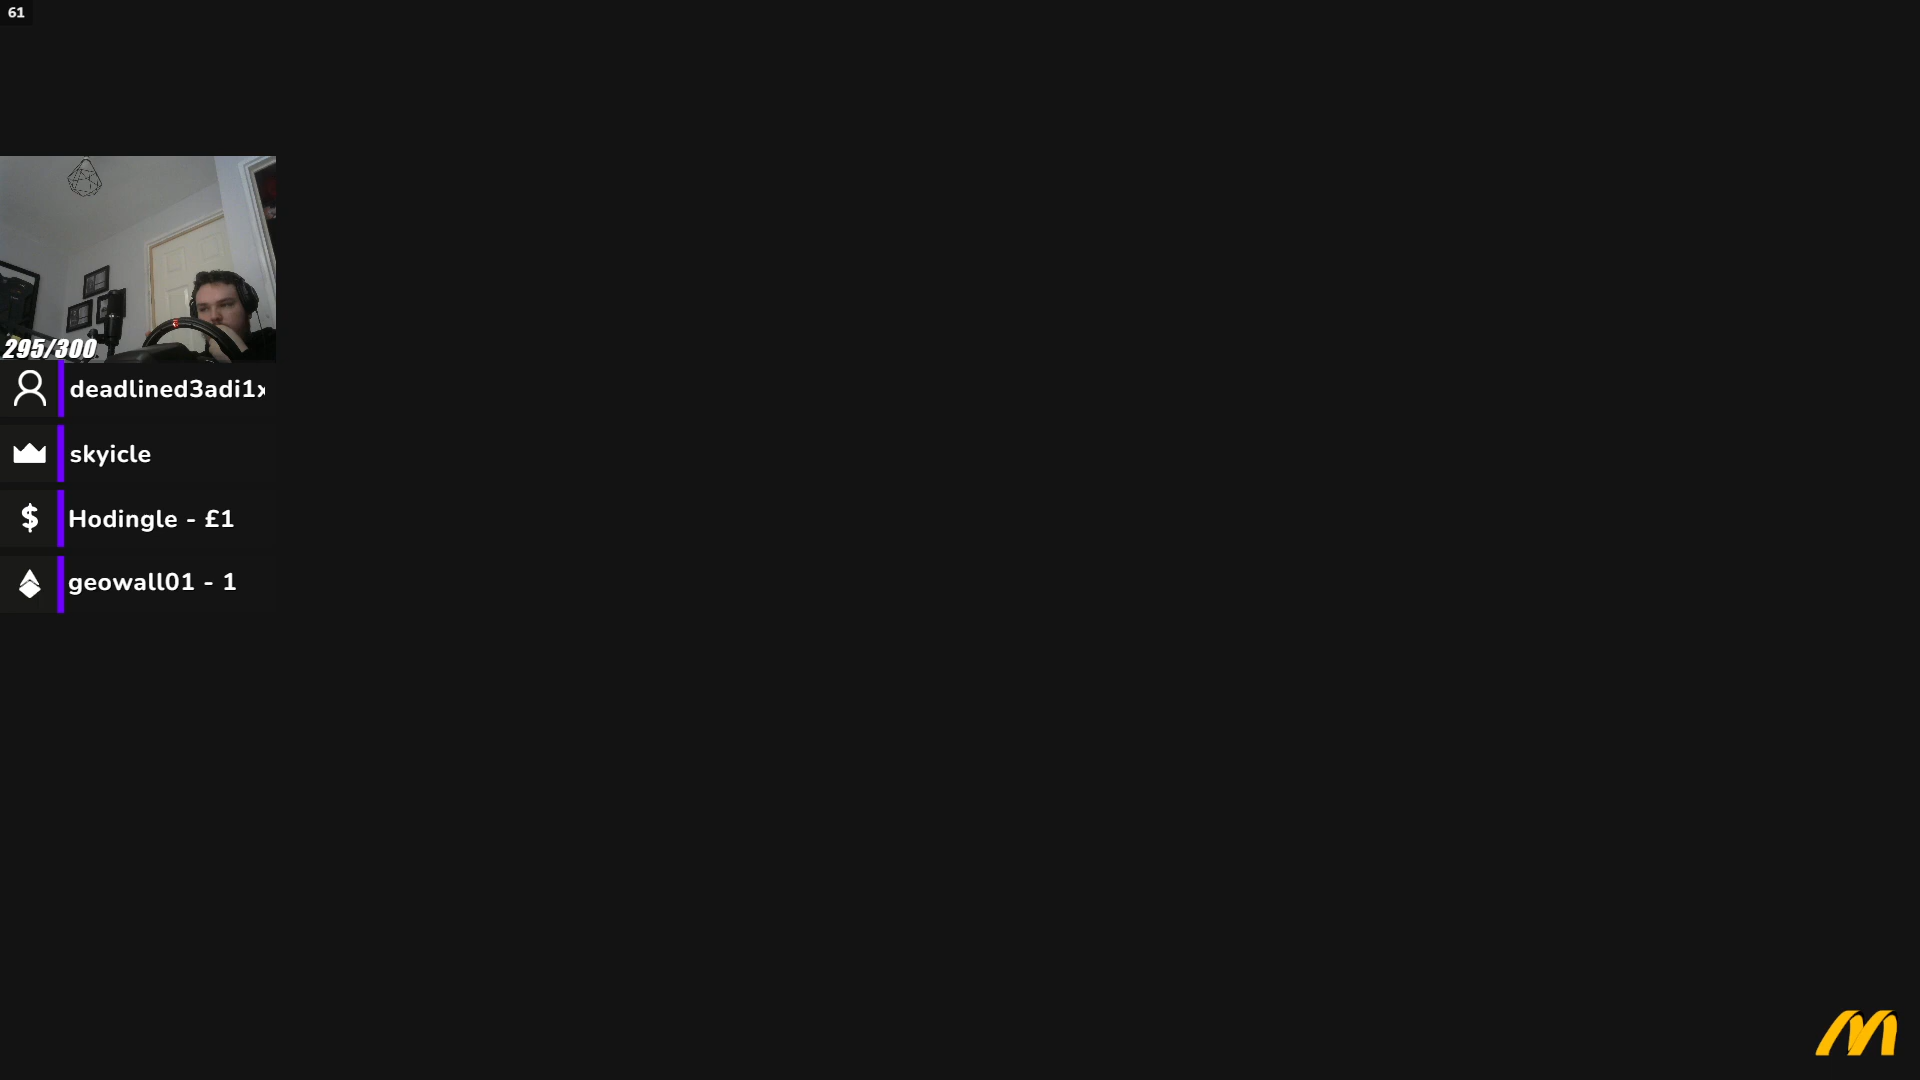 61
295/300
deadlined3adi1x
skyicle
$
Hodingle - £1
geowall01 - 1